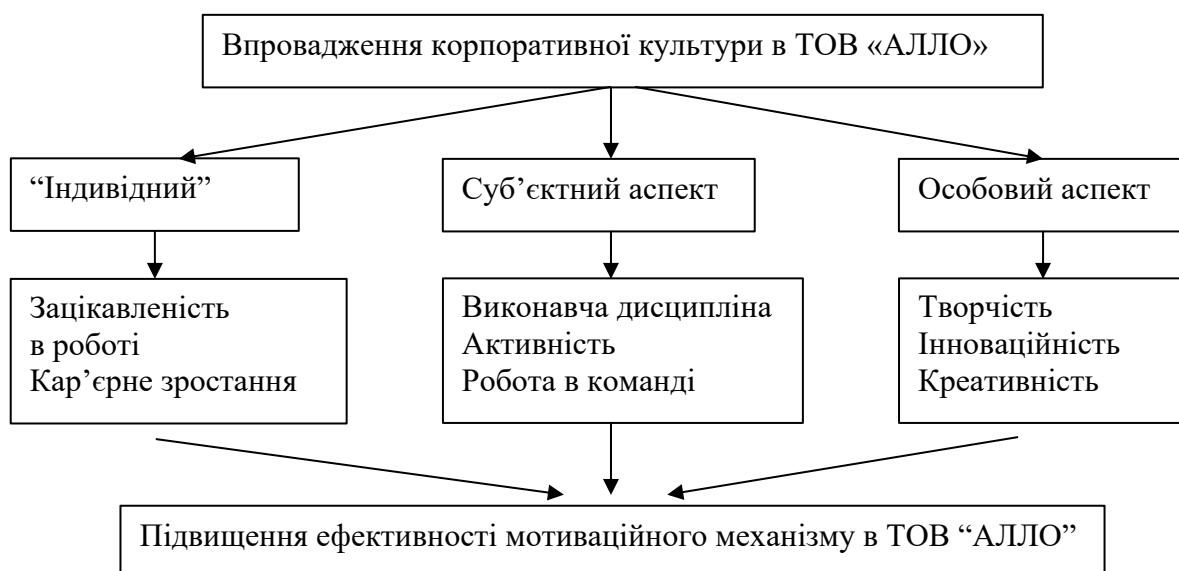 Впровадження корпоративної культури в ТОВ «АЛЛО»
“Індивідний”
Суб’єктний аспект
Особовий аспект
Зацікавленість
в роботі
Кар’єрне зростання
Виконавча дисципліна
Активність
Робота в команді
Творчість
Інноваційність
Креативність
Підвищення ефективності мотиваційного механізму в ТОВ “АЛЛО”